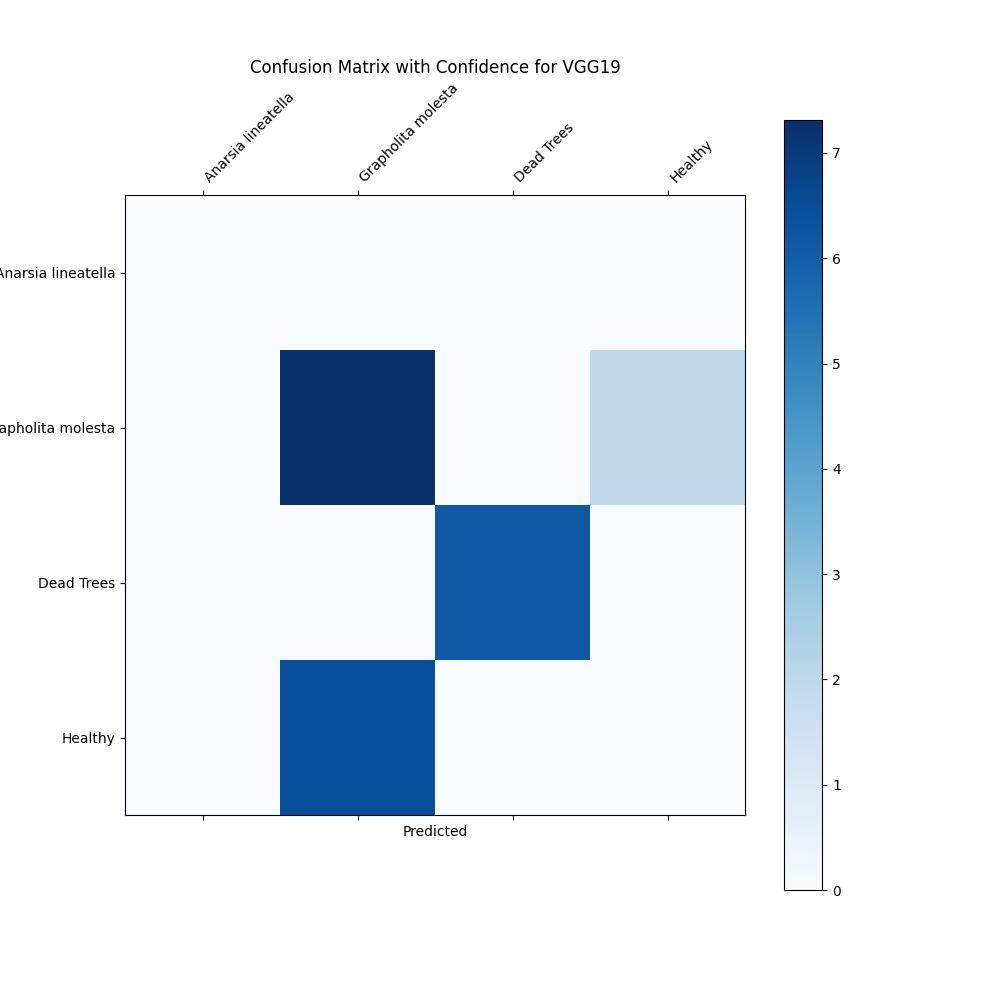 Confusion Matrix with Confidence for VGG19
Anarsia lineatella
Grapholita molesta
Dead Trees
Healthy
Anarsia lineatella
apholita molesta
Dead Trees
Healthy
Predicted
7
6
5
4
3
2
1
0